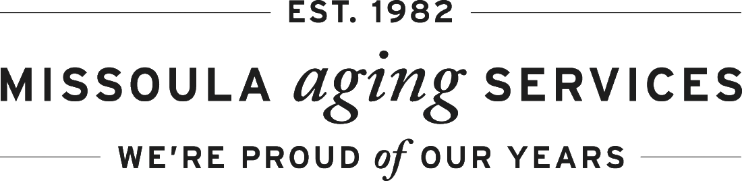 EST. 1982
MISSOULA aging SERVICES
WE'RE PROUD of OUR YEARS